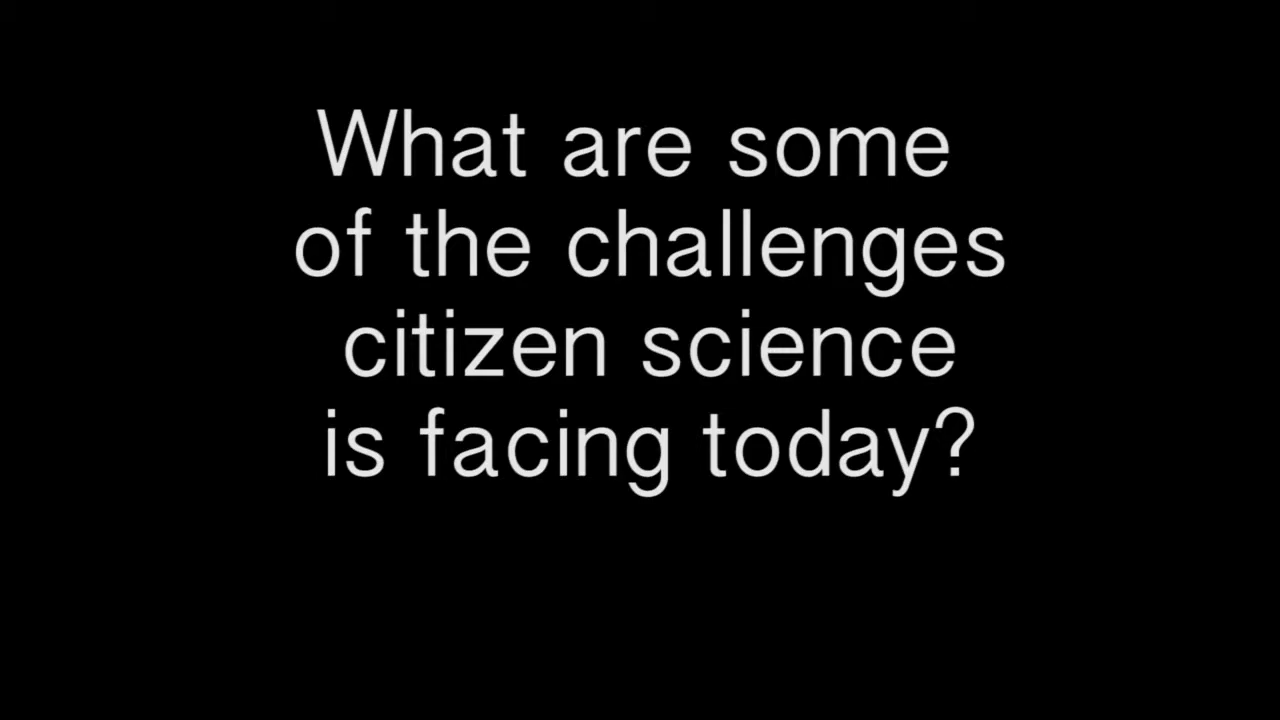 What are some
of the challenges
citizen science
is facing today?